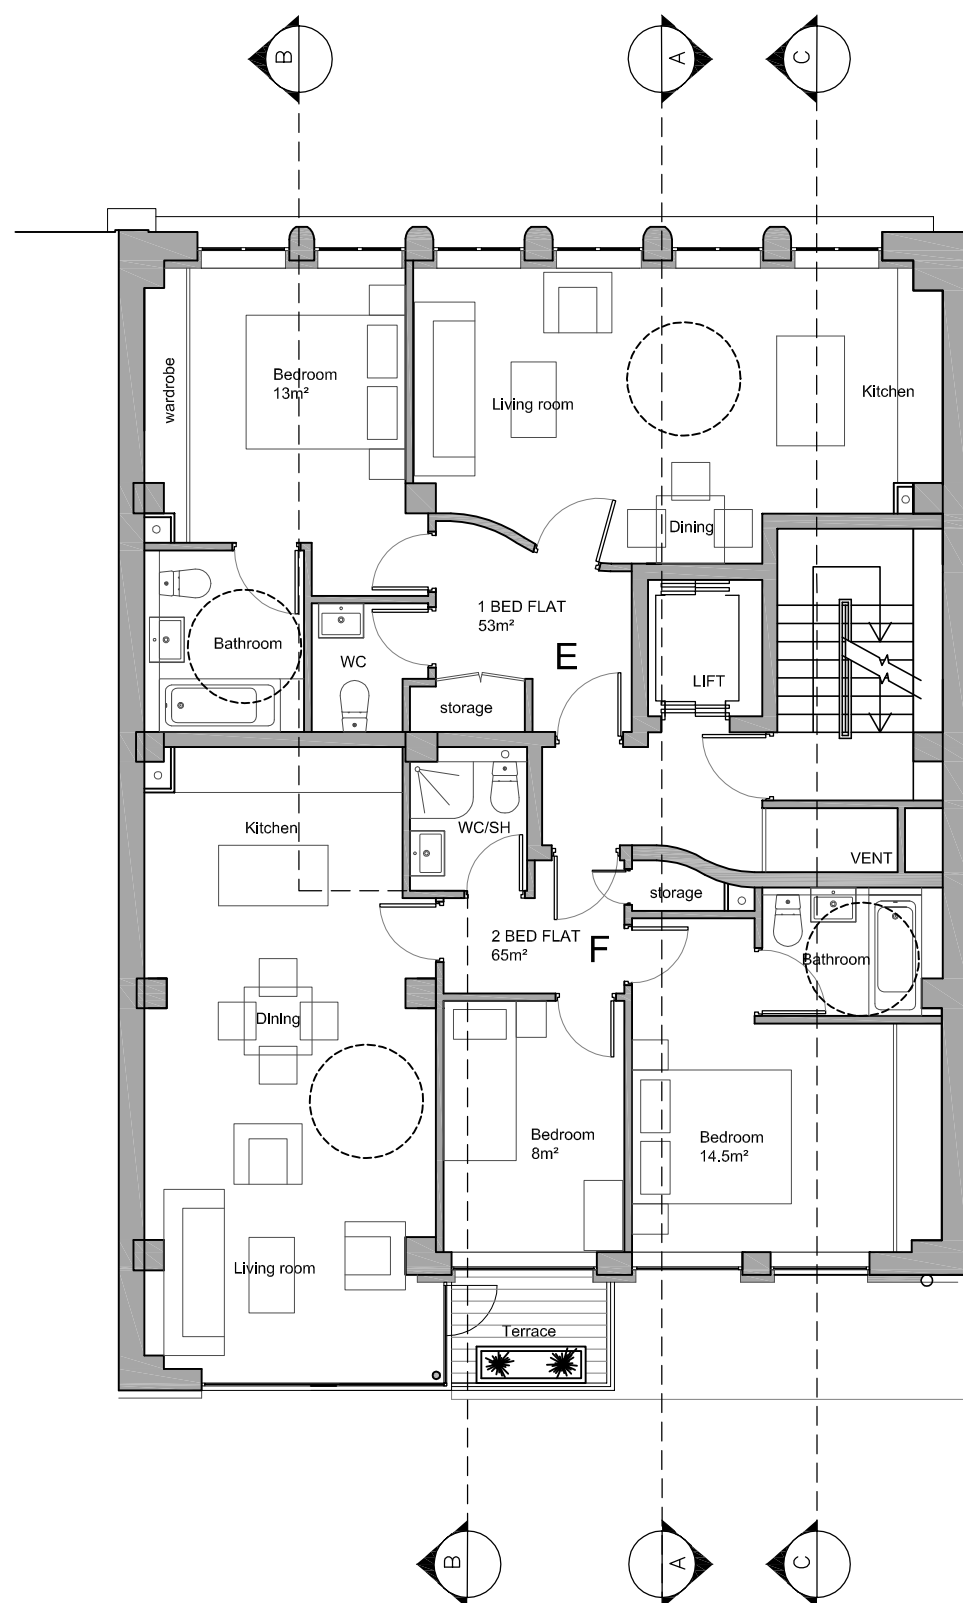 B
A
C
wardrobe
Bedroom
13m²
Living room
Kitchen
Dining
1 BED FLAT
53m²
E
Bathroom
WC
LIFT
storage
Kitchen
WC/SH
VENT
storage
2 BED FLAT
65m²
F
Bathroom
Dining
Bedroom
8m²
Bedroom
14.5m²
Living room
Terrace
B
A
C